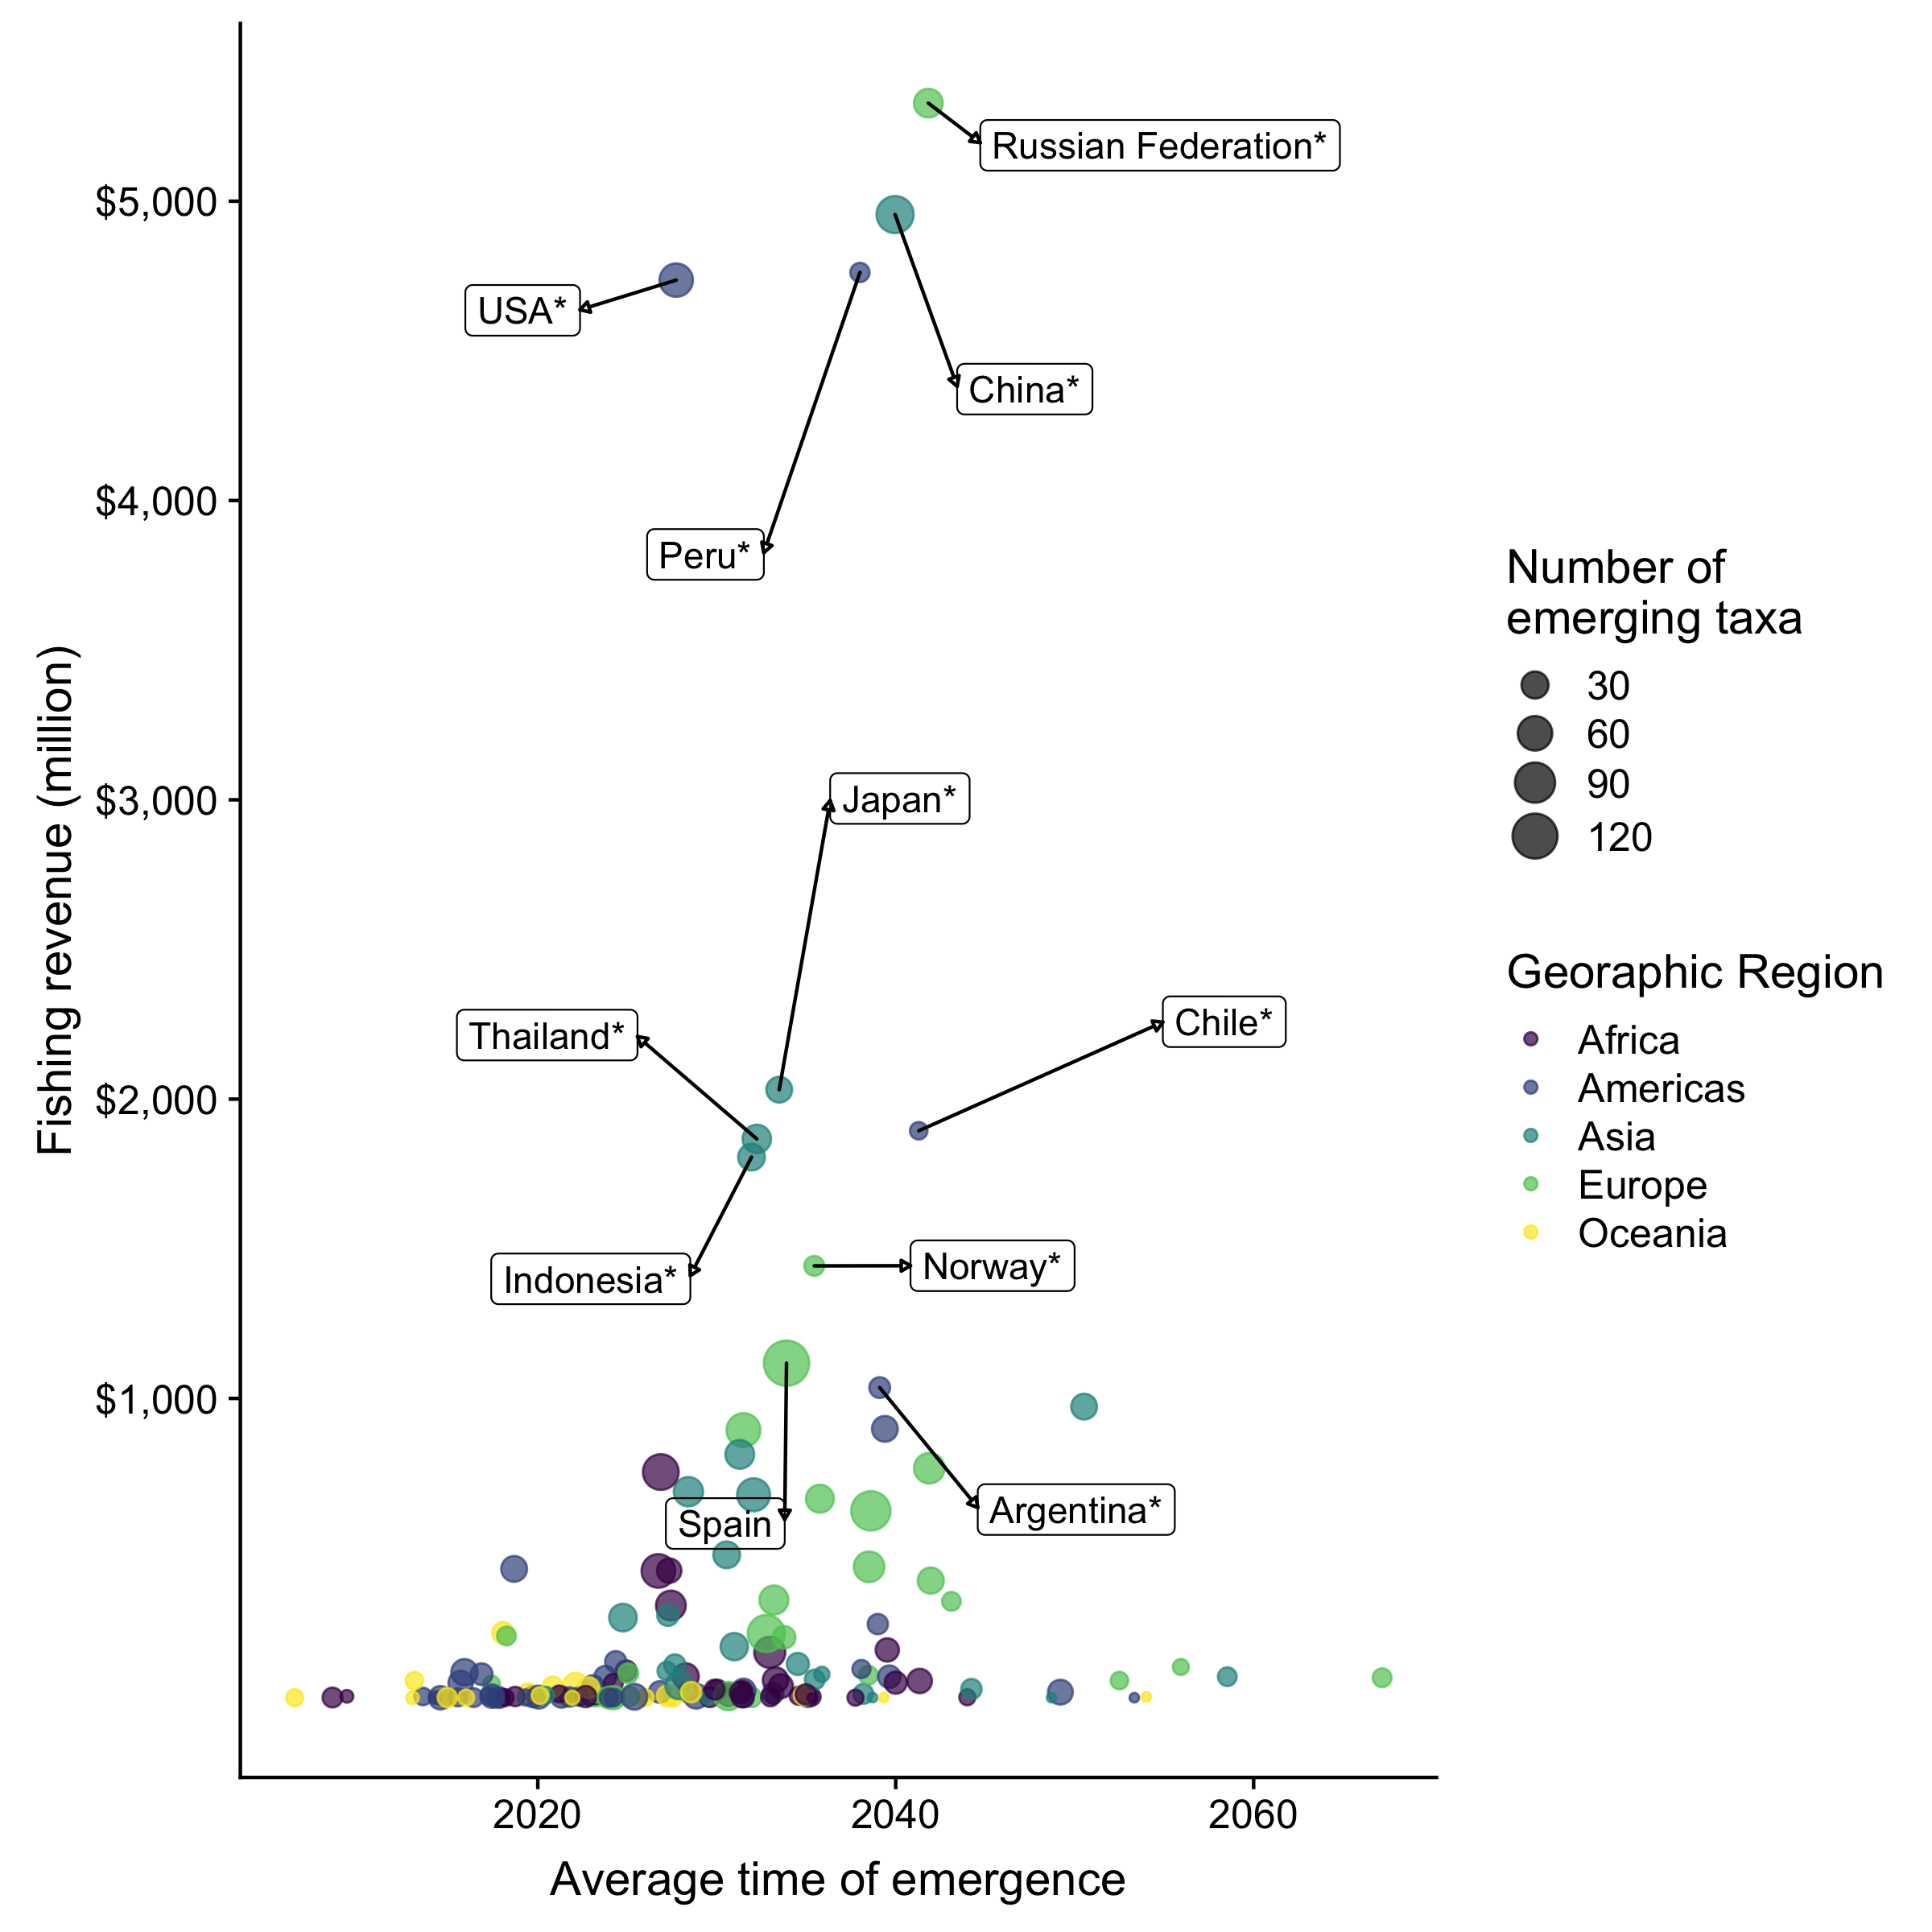 Russian Federation*
$5,000
USA*
China*
$4,000
Peru*
Number of
emerging taxa
30
60
90
120
Fishing revenue (million)
$3,000
Japan*
Georaphic Region
Africa
Americas
Asia
Europe
Oceania
Thailand*
Chile*
$2,000
Indonesia*
Norway*
$1,000
Spain
Argentina*
2020
2040
2060
Average time of emergence